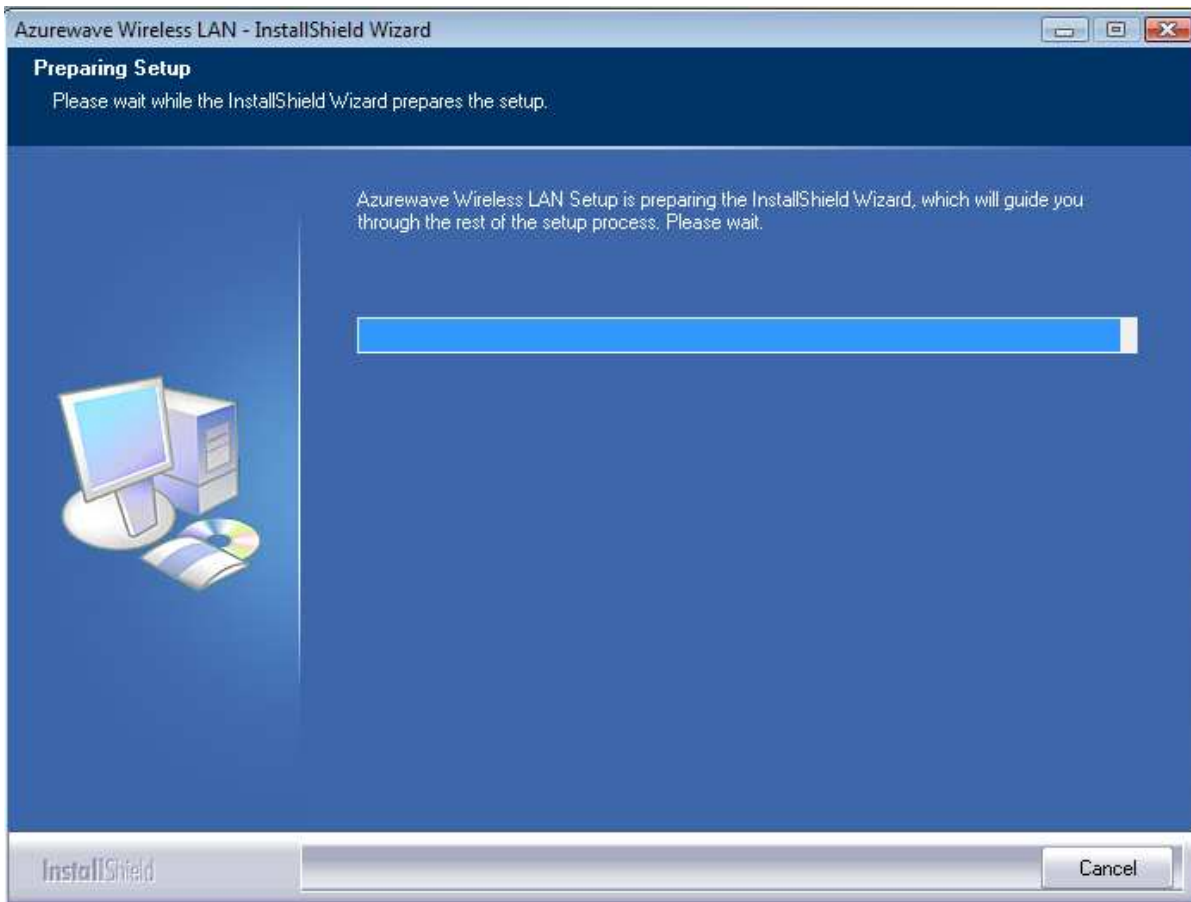 Azurewave Wireless LAN - InstallShield Wizard
Preparing Setup
Please wait while the InstallShield Wizard prepares the setup.
Azurewave Wireless LAN Setup is preparing the InstallShield Wizard, which will guide you
through the rest of the setup process. Please wait.
InstallShield
Cancel